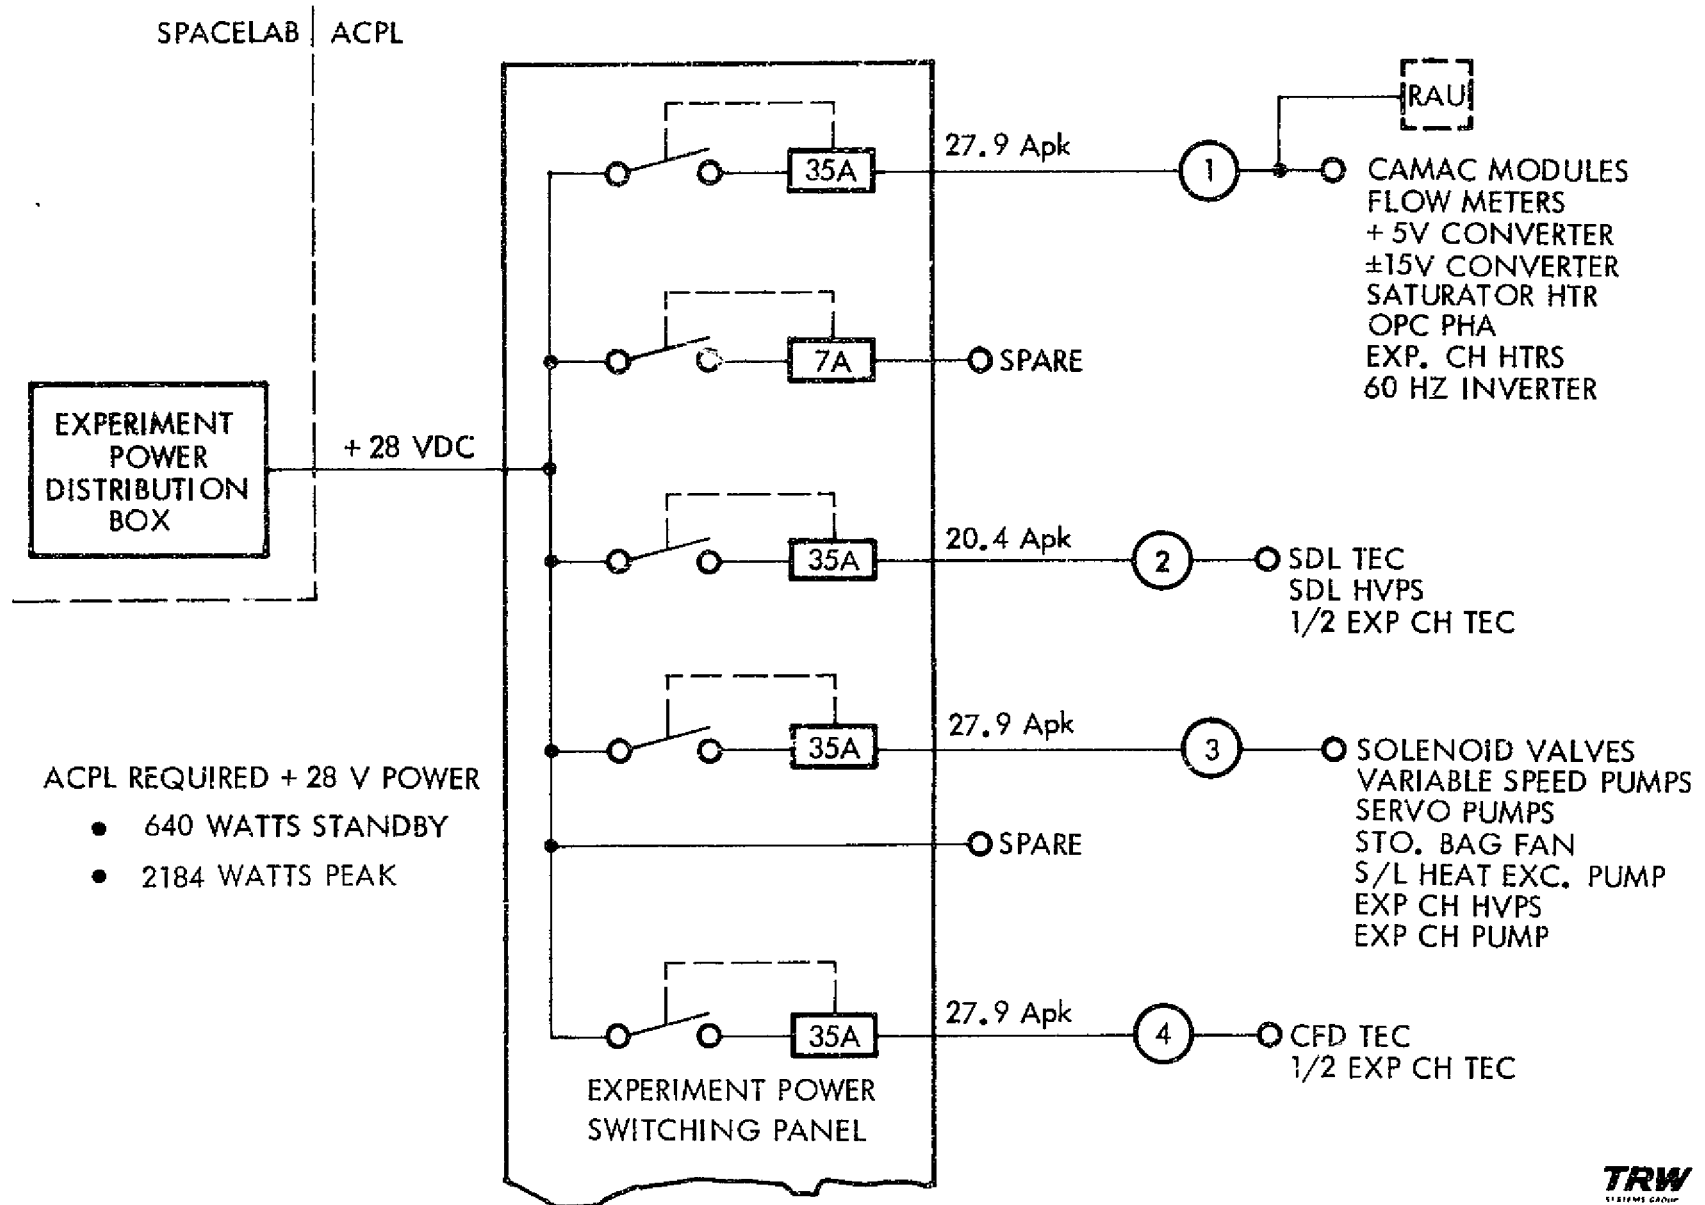 SPACELAB ACPL
RAU
27.9 Apk
35A
1
CAMAC MODULES
FLOW METERS
+ 5V CONVERTER
±15V CONVERTER
SATURATOR HTR
OPC PHA
EXP. CH HTRS
60 HZ INVERTER
7A
SPARE
EXPERIMENT
POWER
DISTRIBUTION
BOX
+ 28 VDC
20.4 Apk
35A
2
SDL TEC
SDL HVPS
1/2 EXP CH TEC
27.9 Apk
35A
3
SOLENOID VALVES
VARIABLE SPEED PUMPS
SERVO PUMPS
STO. BAG FAN
S/L HEAT EXC. PUMP
EXP CH HVPS
EXP CH PUMP
ACPL REQUIRED + 28 V POWER
• 640 WATTS STANDBY
• 2184 WATTS PEAK
SPARE
27.9 Apk
35A
4
CFD TEC
1/2 EXP CH TEC
EXPERIMENT POWER
SWITCHING PANEL
TRW
SYSTEMS GROUP